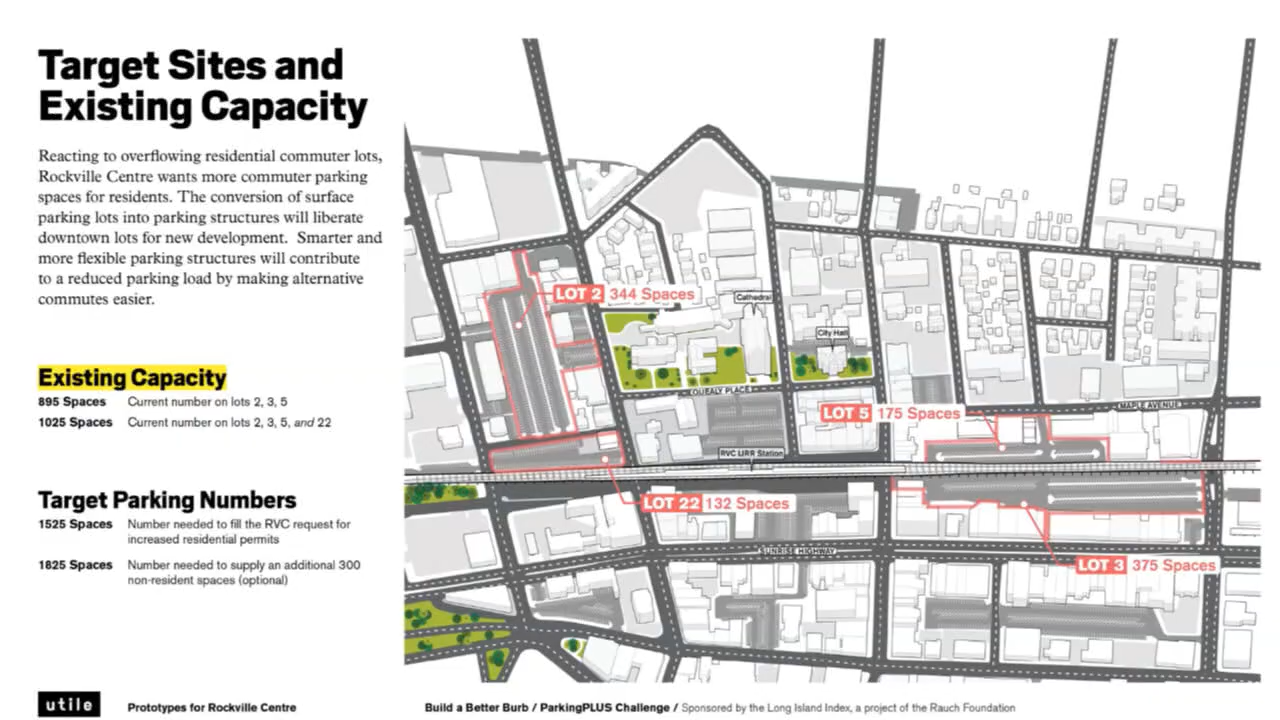 Target Sites and
Existing Capacity
Reacting to overflowing residential commuter lots,
Rockville Centre wants more commuter parking
spaces for residents. The conversion of surface
parking lots into parking structures will liberate
downtown lots for new development. Smarter and
more flexible parking structures will contribute
to a reduced parking load by making alternative
commutes easier.
Existing Capacity
895 Spaces Current number on lots 2, 3, 5
1025 Spaces Current number on lots 2, 3, 5, and 22
Target Parking Numbers
1525 Spaces Number needed to fill the RVC request for
increased residential permits
1825 Spaces Number needed to supply an additional 300
non-resident spaces (optional)
LOT 2 344 Spaces
Cathedral
City Hall
PLACE
MAPLE AVENUE
LOT 5 175 Spaces
RVC LIRR Station
LOT 22 132 Spaces
SUNRISE HIGHWAY
LOT 3 375 Spaces
utile
Prototypes for Rockville Centre
Build a Better Burb / ParkingPLUS Challenge / Sponsored by the Long Island Index, a project of the Rauch Foundation